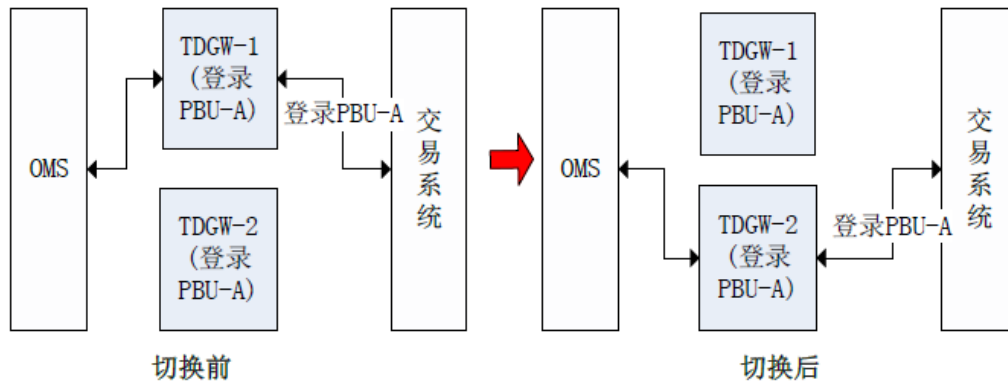 OMS
TDGW-1
(登录
PBU-A)
登录PBU-A
TDGW-2
(登录
PBU-A)
交
易
系
统
切换前
OMS
TDGW-1
(登录
PBU-A)
TDGW-2
(登录
PBU-A)
登录PBU-A
交
易
系
统
切换后